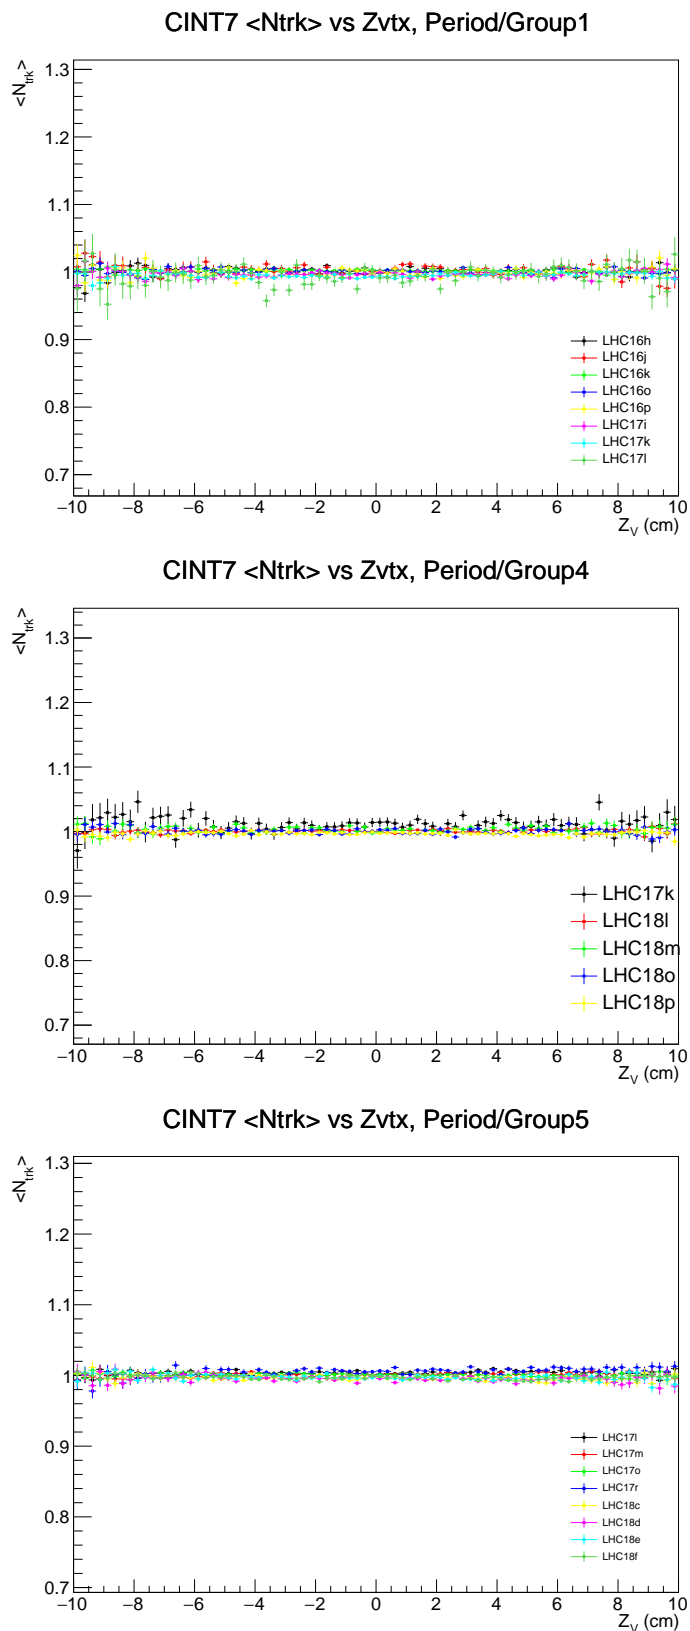 CINT7 <Ntrk> vs Zvtx, Period/Group1
<N_trk>
1.3
1.2
1.1
1
0.9
LHC16h
LHC16j
LHC16k
0.8
LHC16o
LHC16p
LHC17i
LHC17k
LHC17l
0.7
−10 −8 −6 −4 −2 0 2 4 6 8 10
Z_V (cm)
CINT7 <Ntrk> vs Zvtx, Period/Group4
<N_trk>
1.3
1.2
1.1
1
0.9
LHC17k
LHC18l
LHC18m
0.8
LHC18o
LHC18p
0.7
−10 −8 −6 −4 −2 0 2 4 6 8 10
Z_V (cm)
CINT7 <Ntrk> vs Zvtx, Period/Group5
<N_trk>
1.3
1.2
1.1
1
0.9
LHC17l
LHC17m
LHC17o
LHC17r
0.8
LHC18c
LHC18d
LHC18e
LHC18f
0.7
−10 −8 −6 −4 −2 0 2 4 6 8 10
Z_V (cm)